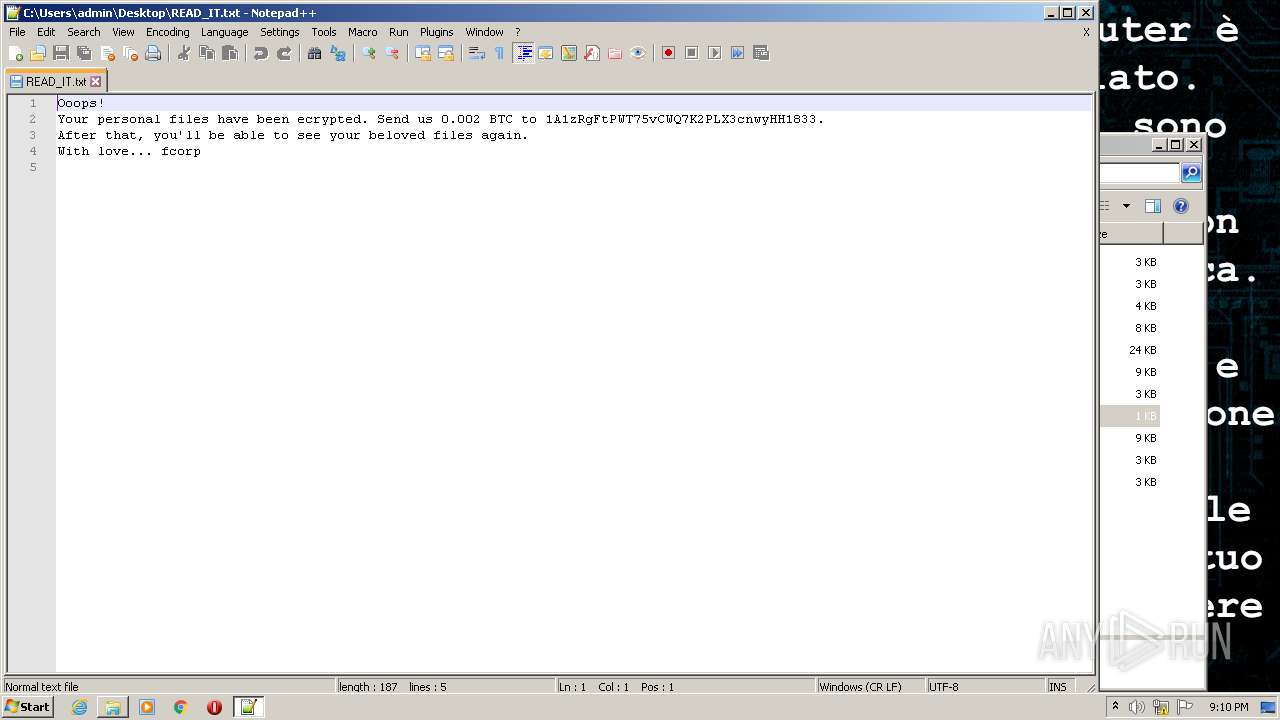 C:\Users\admin\Desktop\READ_IT.txt - Notepad++
File Edit Search View Encoding Language Settings Tools Macro Run Plugins Window ? X
READ_IT.txt
1 Ooops!
2 Your personal files have been ecrypted. Send us 0.002 BTC to 1A1zRgFtPWT75vCWQ7K2PLX3cnwyHH1833.
3 After that, you'll be able to see your beloved files again.
4 With love... fcorp
5
uter è
ato.
sono
on
ca.
e
one
le
tuo
ere
ze
3 KB
3 KB
4 KB
8 KB
24 KB
9 KB
3 KB
1 KB
9 KB
3 KB
3 KB
ANY RUN
Normal text file length : 187 lines : 5 Ln : 1 Col : 1 Pos : 1 Windows (CR LF) UTF-8 INS
Start 9:10 PM